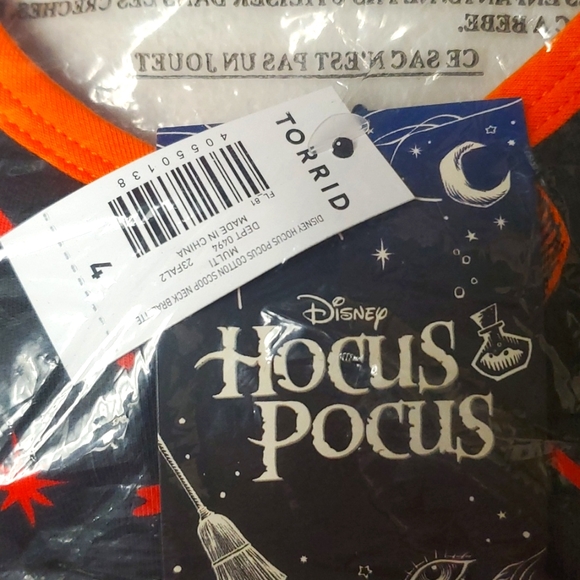 CE SAC N'EST PAS UN JOUET
TORRID
40550138
FL. 81
DISNEY HOCUS POCUS COTTON SCOOP NECK BRALETTE
MULTI
23FAL2
DEPT 0494
MADE IN CHINA
4
DISNEY
HOCUS
POCUS